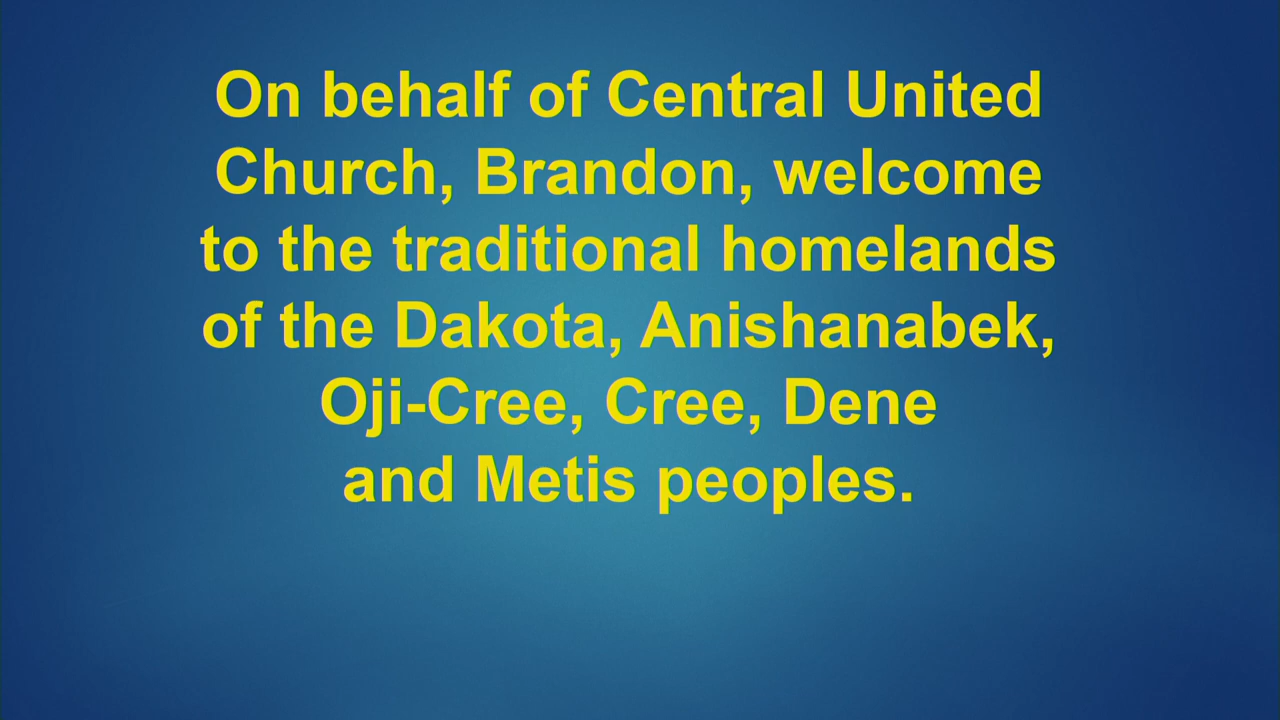 On behalf of Central United
Church, Brandon, welcome
to the traditional homelands
of the Dakota, Anishanabek,
Oji-Cree, Cree, Dene
and Metis peoples.